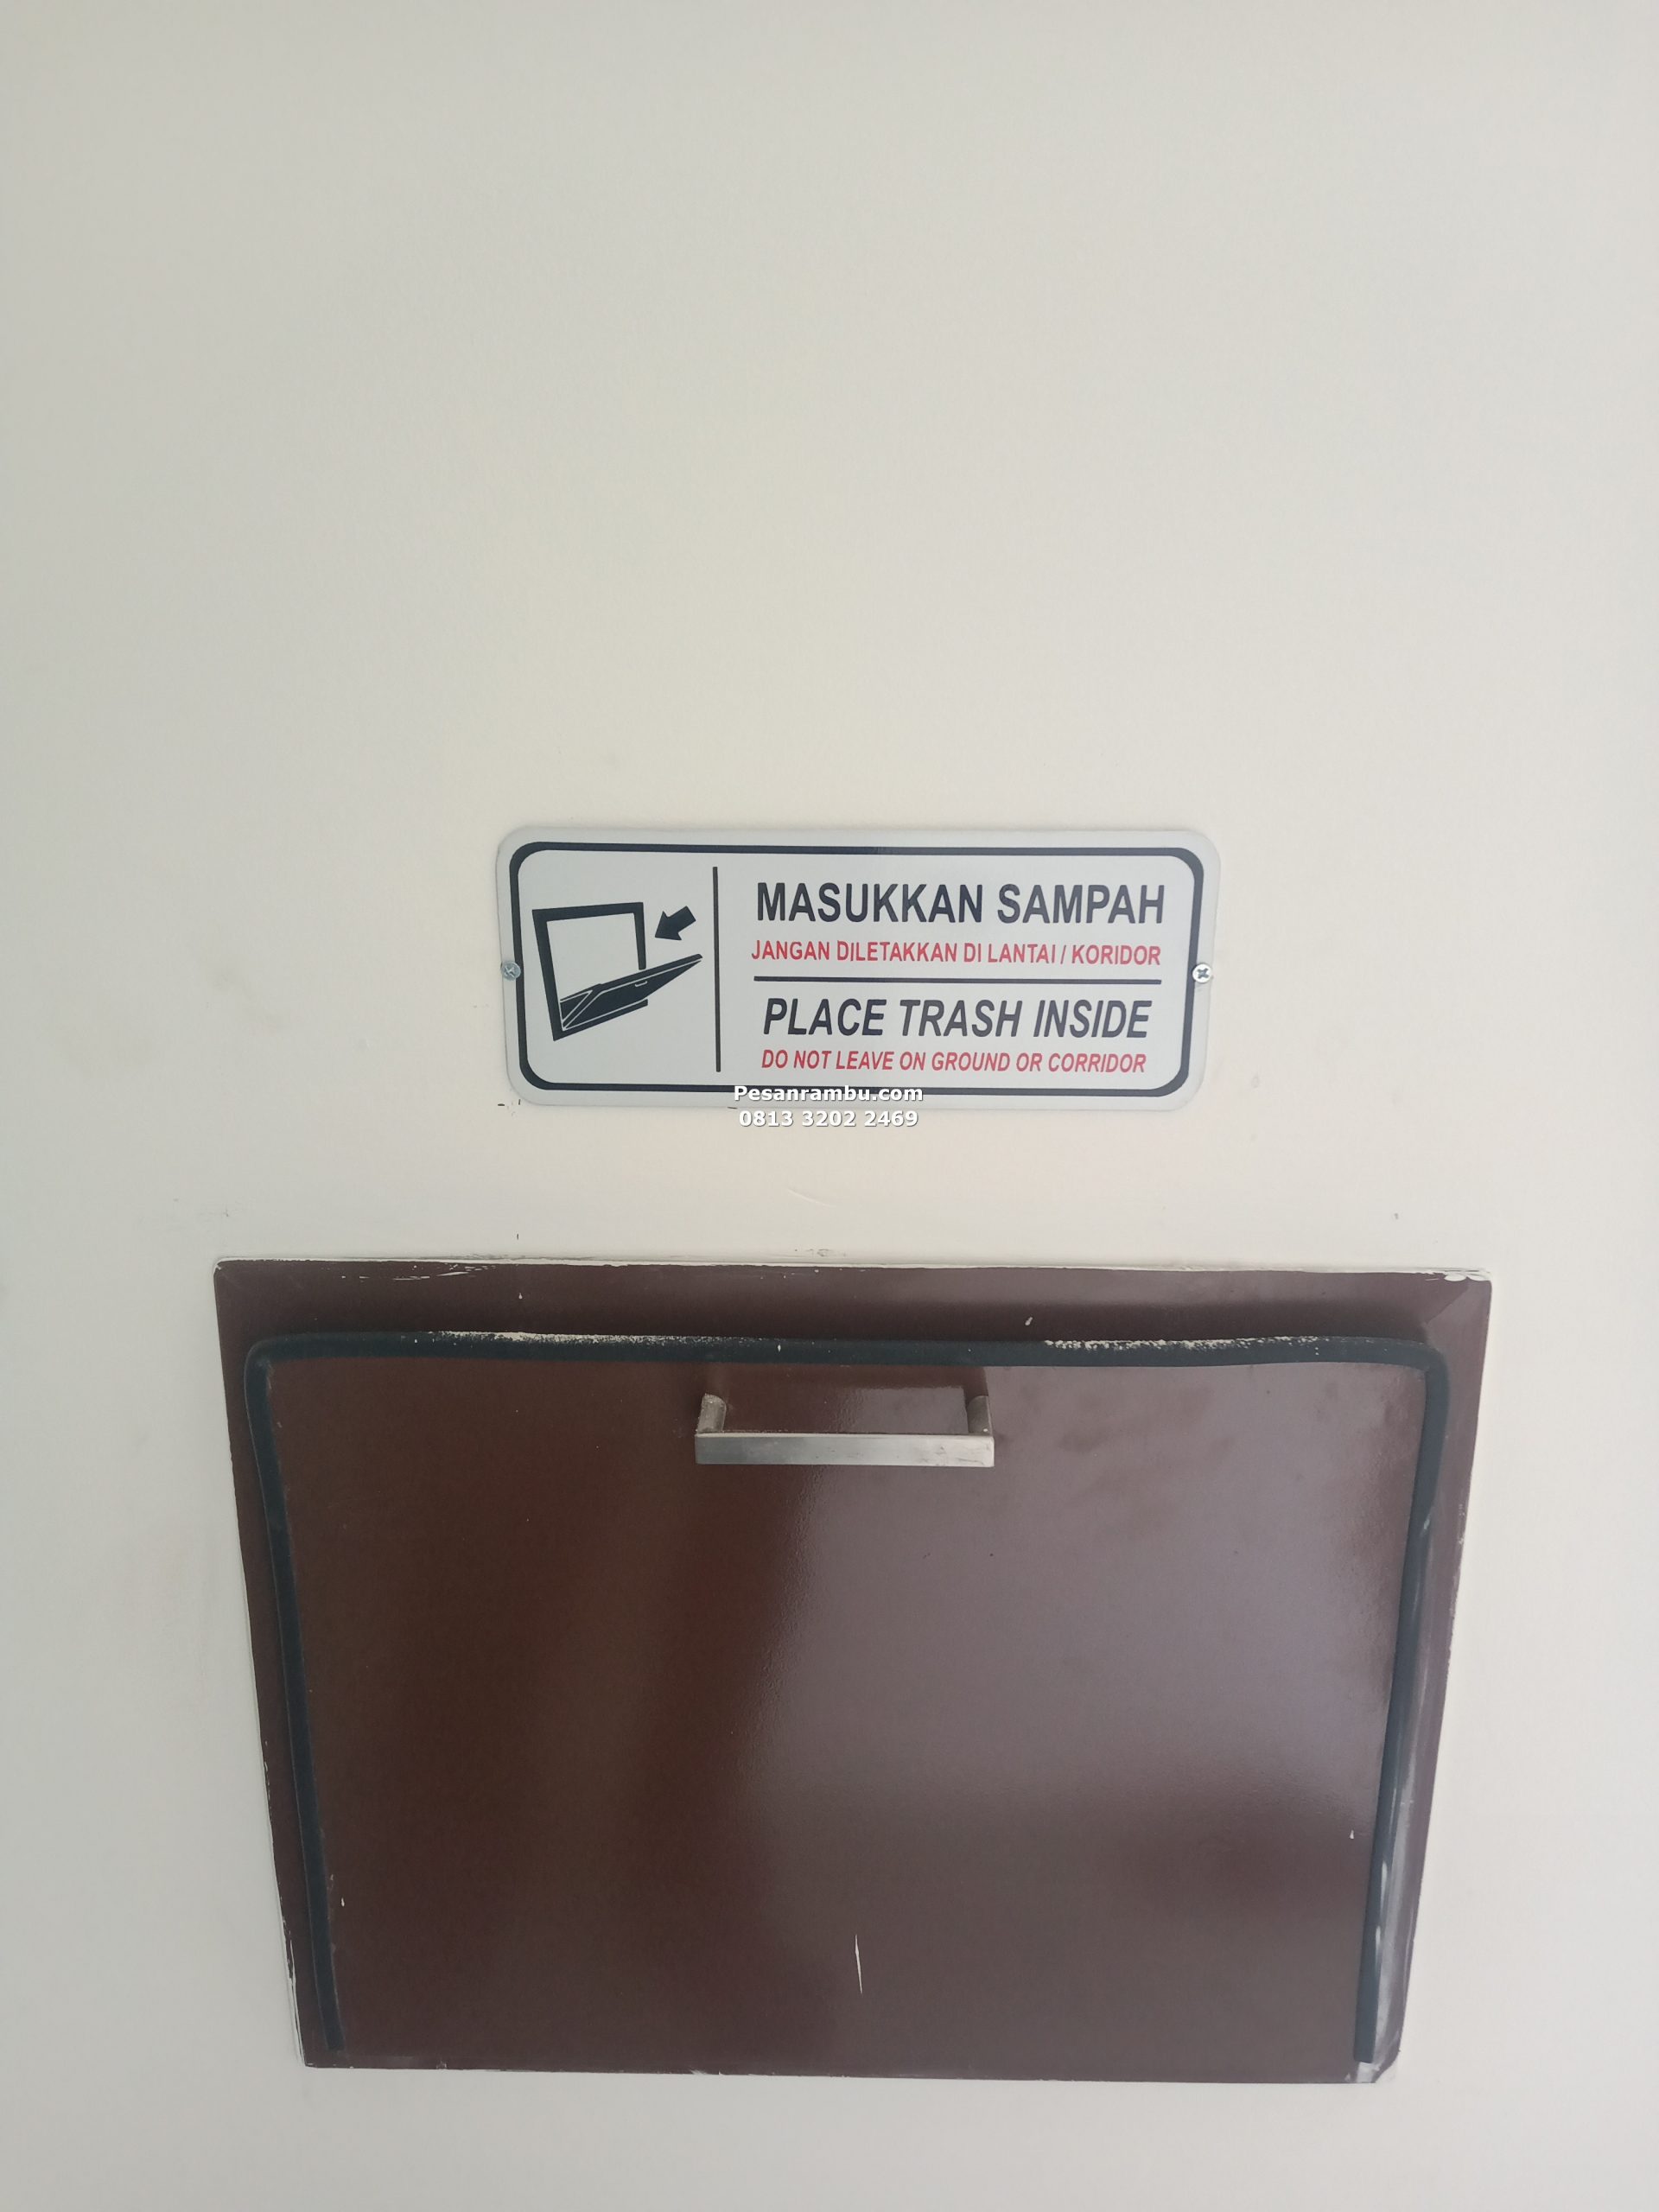 MASUKKAN SAMPAH
JANGAN DILETAKKAN DI LANTAI / KORIDOR
PLACE TRASH INSIDE
DO NOT LEAVE ON GROUND OR CORRIDOR
Pesanrambu.com
0813 3202 2469